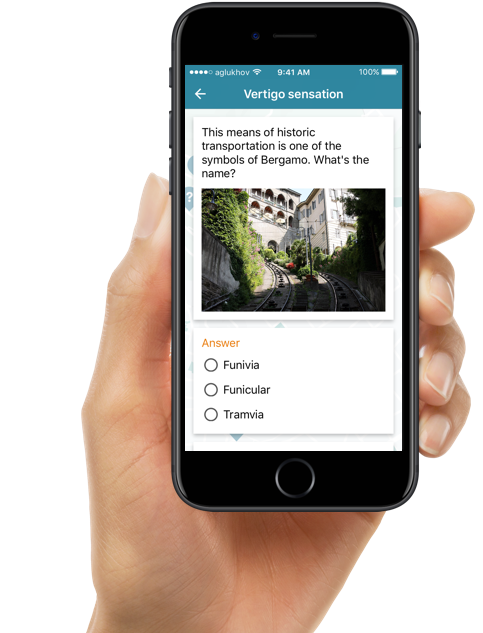 aglukhov 9:41 AM 100%
Vertigo sensation
This means of historic
transportation is one of the
symbols of Bergamo. What's the
name?
?
Answer
Funivia
Funicular
Tramvia